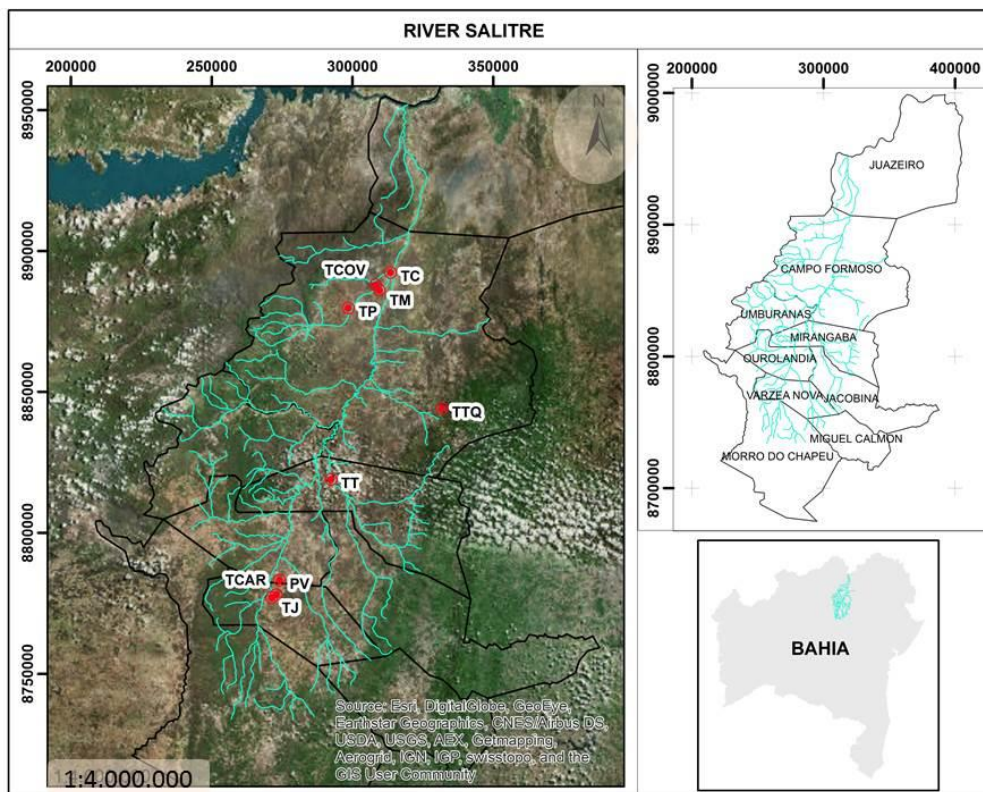 RIVER SALITRE
200000 250000 300000 350000
8950000
8900000
8850000
8800000
8750000
N
TCOV
TC
TM
TP
TTQ
TT
TCAR
PV
TJ
Source: Esri, DigitalGlobe, GeoEye,
Earthstar Geographics, CNES/Airbus DS,
USDA, USGS, AEX, Getmapping,
Aerogrid, IGN, IGP, swisstopo, and the
GIS User Community
1:4.000.000
200000 300000 400000
9000000
8900000
8800000
8700000
JUAZEIRO
CAMPO FORMOSO
UMBURANAS
MIRANGABA
OUROLANDIA
VARZEA NOVA
JACOBINA
MIGUEL CALMON
MORRO DO CHAPEU
BAHIA